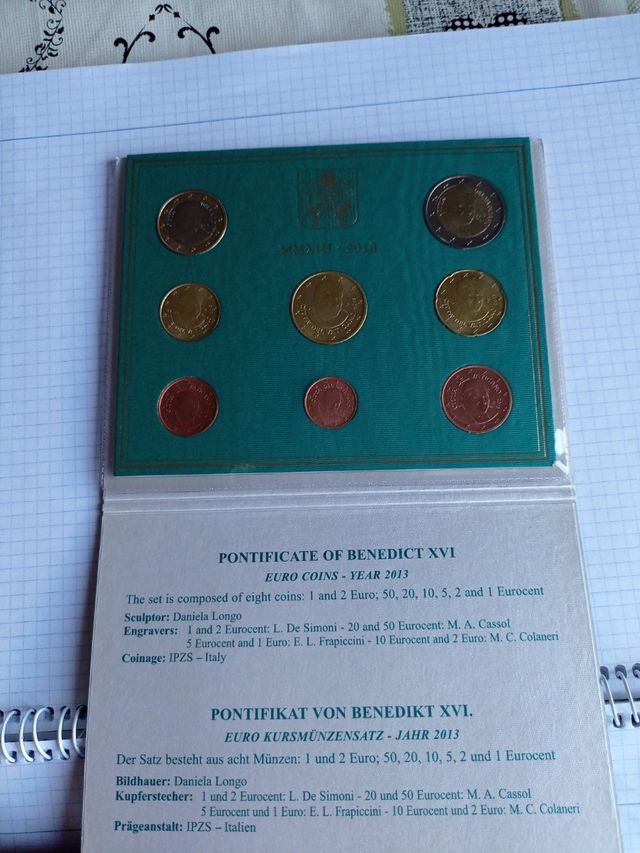 MMXIII · 2013
PONTIFICATE OF BENEDICT XVI
EURO COINS - YEAR 2013
The set is composed of eight coins: 1 and 2 Euro; 50, 20, 10, 5, 2 and 1 Eurocent
Sculptor: Daniela Longo
Engravers: 1 and 2 Eurocent: L. De Simoni - 20 and 50 Eurocent: M. A. Cassol
5 Eurocent and 1 Euro: E. L. Frapiccini - 10 Eurocent and 2 Euro: M. C. Colaneri
Coinage: IPZS – Italy
PONTIFIKAT VON BENEDIKT XVI.
EURO KURSMÜNZENSATZ - JAHR 2013
Der Satz besteht aus acht Münzen: 1 und 2 Euro; 50, 20, 10, 5, 2 und 1 Eurocent
Bildhauer: Daniela Longo
Kupferstecher: 1 und 2 Eurocent: L. De Simoni - 20 und 50 Eurocent: M. A. Cassol
5 Eurocent und 1 Euro: E. L. Frapiccini - 10 Eurocent und 2 Euro: M. C. Colaneri
Prägeanstalt: IPZS – Italien